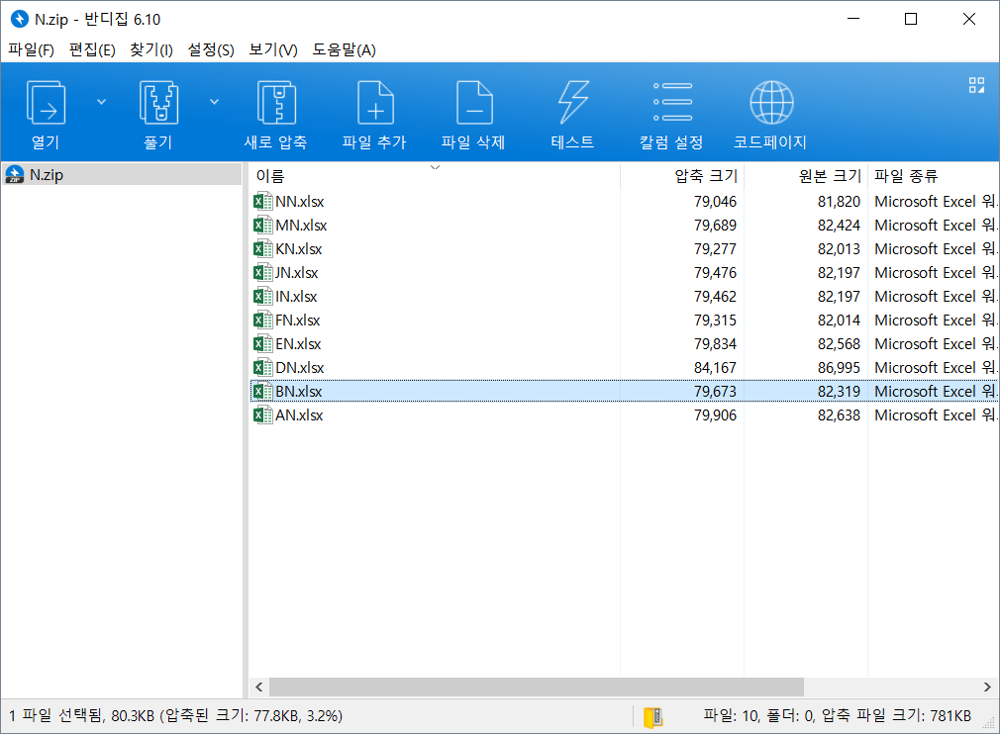 N.zip - 반디집 6.10
파일(F) 편집(E) 찾기(I) 설정(S) 보기(V) 도움말(A)
열기 풀기 새로 압축 파일 추가 파일 삭제 테스트 칼럼 설정 코드페이지
N.zip
이름 압축 크기 원본 크기 파일 종류
NN.xlsx 79,046 81,820 Microsoft Excel 워
MN.xlsx 79,689 82,424 Microsoft Excel 워
KN.xlsx 79,277 82,013 Microsoft Excel 워
JN.xlsx 79,476 82,197 Microsoft Excel 워
IN.xlsx 79,462 82,197 Microsoft Excel 워
FN.xlsx 79,315 82,014 Microsoft Excel 워
EN.xlsx 79,834 82,568 Microsoft Excel 워
DN.xlsx 84,167 86,995 Microsoft Excel 워
BN.xlsx 79,673 82,319 Microsoft Excel 워
AN.xlsx 79,906 82,638 Microsoft Excel 워
1 파일 선택됨, 80.3KB (압축된 크기: 77.8KB, 3.2%) 파일: 10, 폴더: 0, 압축 파일 크기: 781KB